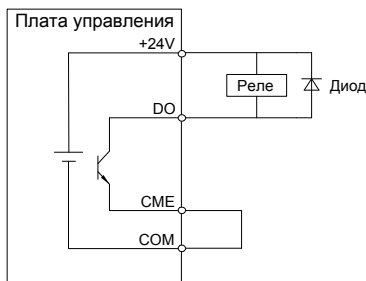 Плата управления
+24V
Реле
Диод
DO
CME
COM